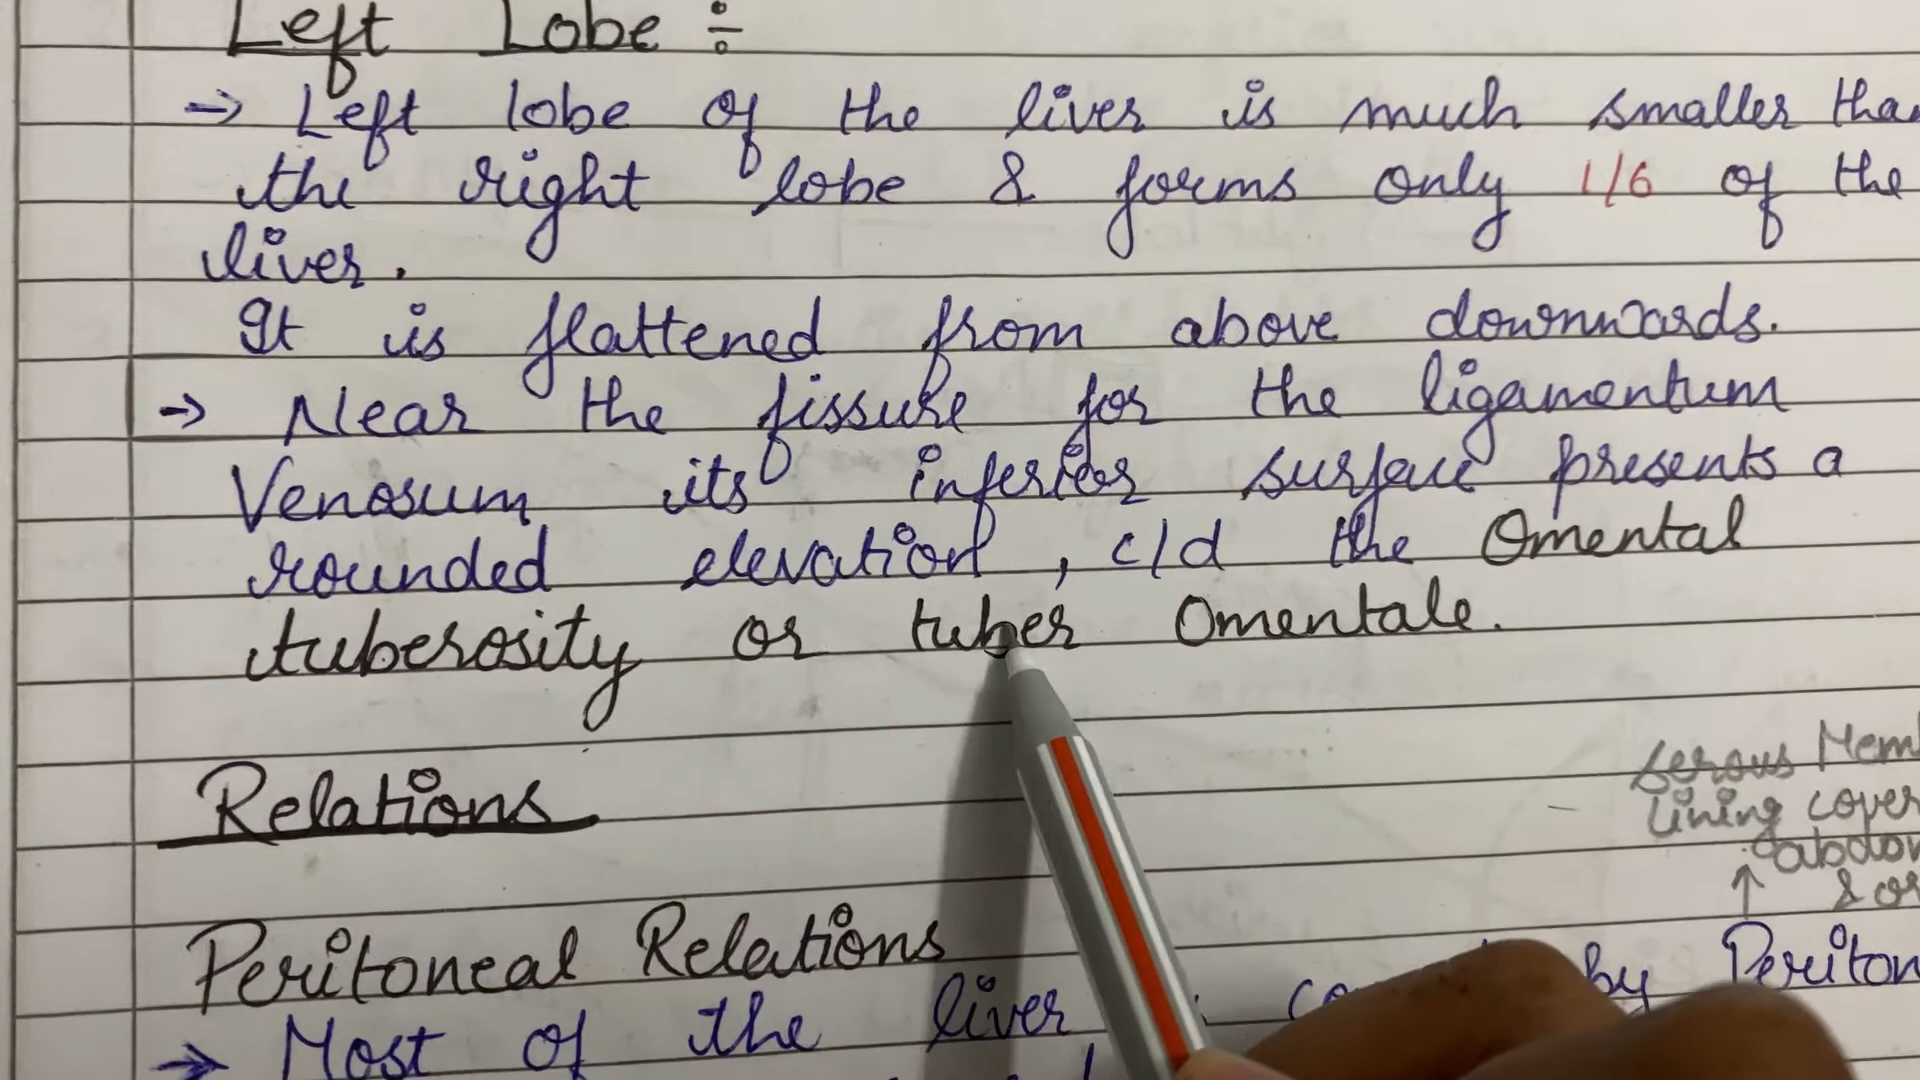 Left Lobe ÷
→ Left lobe of the liver is much smaller tha
the right lobe & forms only 1/6 of the
liver.
It is flattened from above downwards.
→ Near the fissure for the ligamentum
Venosum its inferior surface presents a
rounded elevation, c/d the Omental
tuberosity or tuber Omentale.
Relations
serous Mem
lining cover
abdo
↑ & or
Peritoneal Relations
→ Most of the liver by Periton